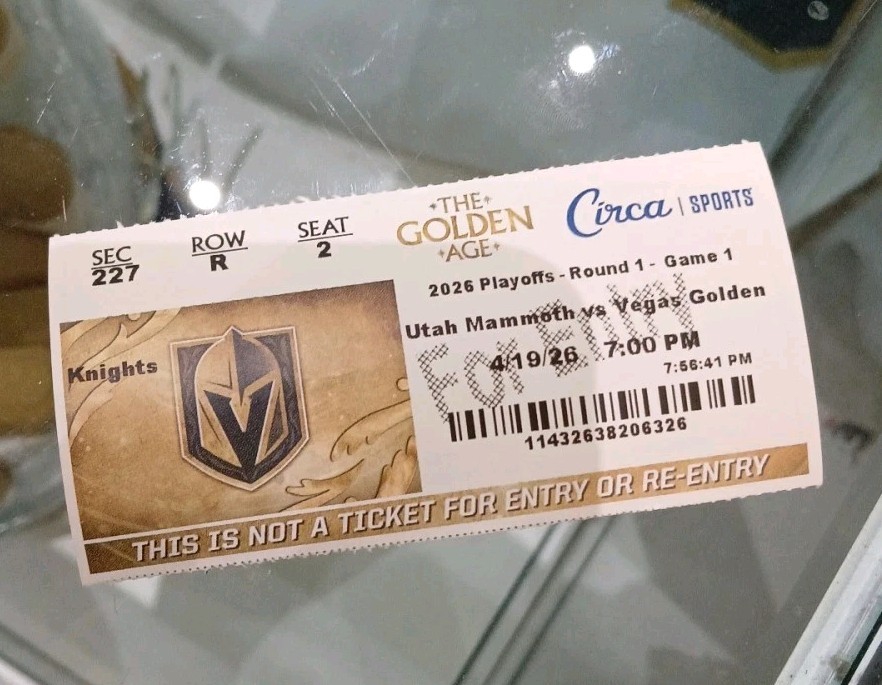 SEC
227
ROW
R
SEAT
2
THE
GOLDEN
AGE
Circa | SPORTS
2026 Playoffs - Round 1 - Game 1
Utah Mammoth vs Vegas Golden
Knights
4/19/26 7:00 PM
7:56:41 PM
FOR ENTRY
11432638206326
THIS IS NOT A TICKET FOR ENTRY OR RE-ENTRY